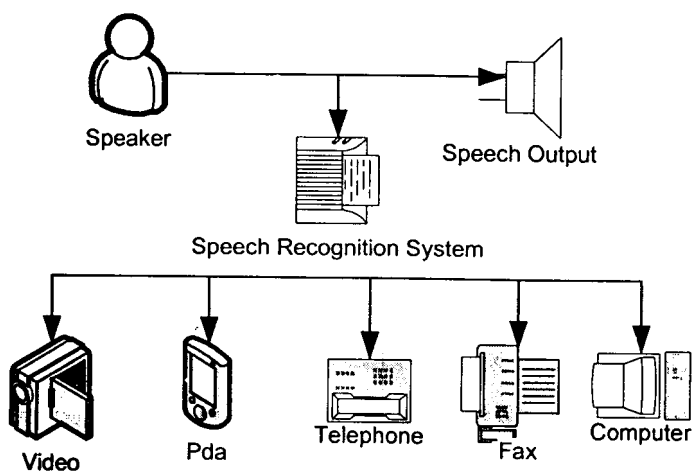 Speaker
Speech Output
Speech Recognition System
Video
Pda
Telephone
Fax
Computer